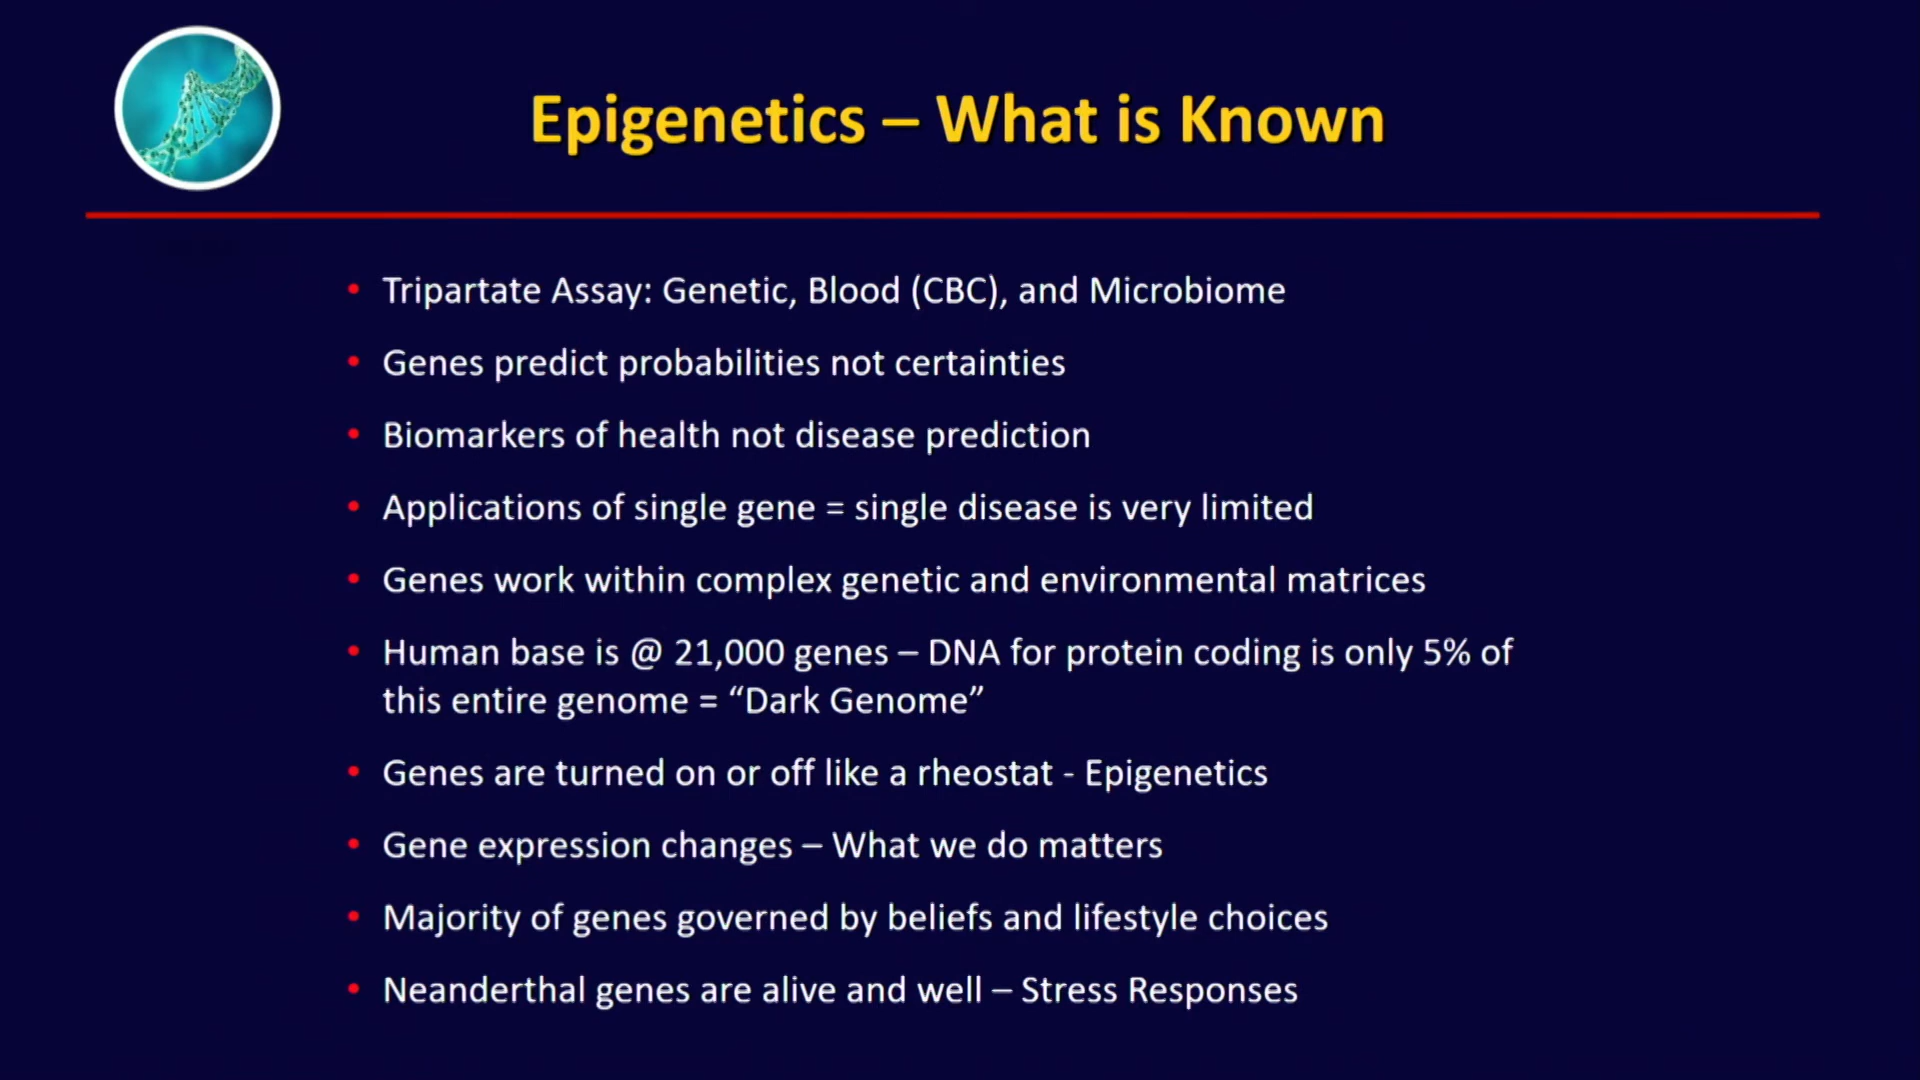 Epigenetics – What is Known
• Tripartate Assay: Genetic, Blood (CBC), and Microbiome
• Genes predict probabilities not certainties
• Biomarkers of health not disease prediction
• Applications of single gene = single disease is very limited
• Genes work within complex genetic and environmental matrices
• Human base is @ 21,000 genes – DNA for protein coding is only 5% of
this entire genome = “Dark Genome”
• Genes are turned on or off like a rheostat - Epigenetics
• Gene expression changes – What we do matters
• Majority of genes governed by beliefs and lifestyle choices
• Neanderthal genes are alive and well – Stress Responses